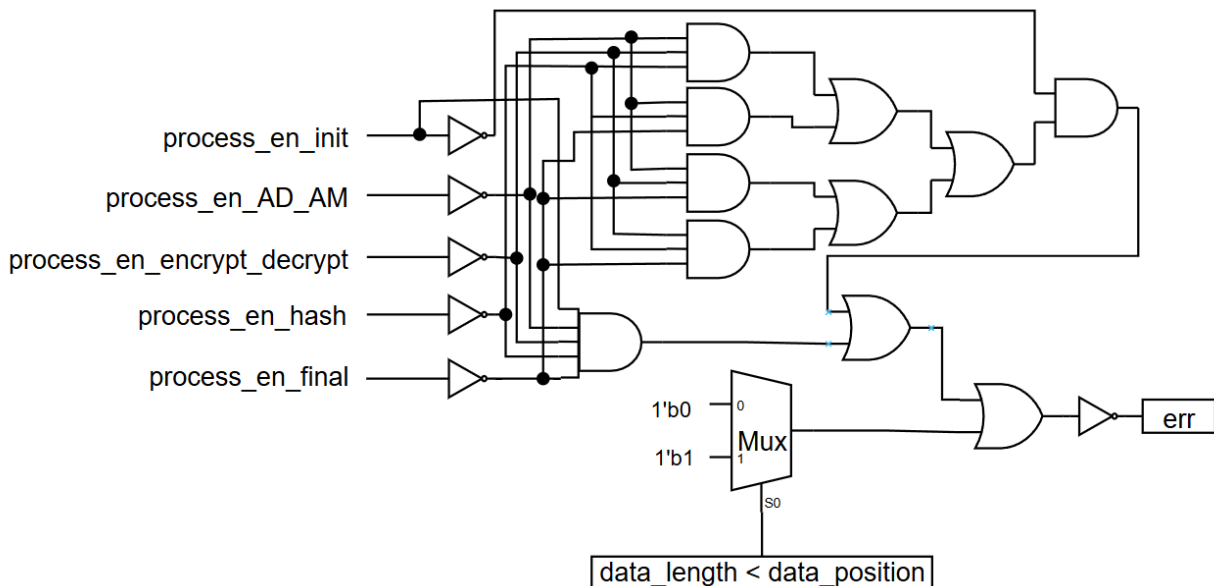 process_en_init
process_en_AD_AM
process_en_encrypt_decrypt
process_en_hash
process_en_final
1'b0
0
Mux
1'b1
1
S0
err
data_length < data_position